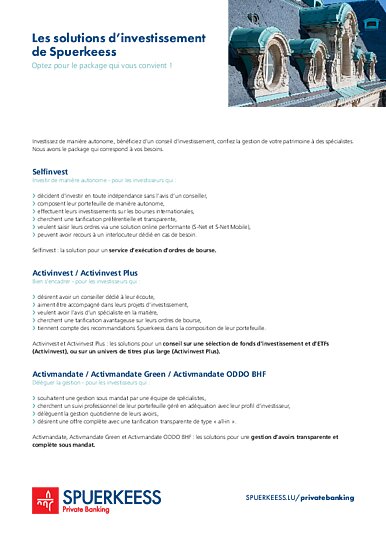 Les solutions d’investissement
de Spuerkeess
Optez pour le package qui vous convient !
Investissez de manière autonome, bénéficiez d’un conseil d’investissement, confiez la gestion de votre patrimoine à des spécialistes.
Nous avons le package qui correspond à vos besoins.
Selfinvest
Investir de manière autonome - pour les investisseurs qui :
décident d’investir en toute indépendance sans l’avis d’un conseiller,
composent leur portefeuille de manière autonome,
effectuent leurs investissements sur les bourses internationales,
cherchent une tarification préférentielle et transparente,
veulent saisir leurs ordres via une solution online performante (S-Net et S-Net Mobile),
peuvent avoir recours à un interlocuteur dédié en cas de besoin.
Selfinvest : la solution pour un service d’exécution d’ordres de bourse.
Activinvest / Activinvest Plus
Bien s’encadrer - pour les investisseurs qui :
désirent avoir un conseiller dédié à leur écoute,
aiment être accompagné dans leurs projets d’investissement,
veulent avoir l’avis d’un spécialiste en la matière,
cherchent une tarification avantageuse sur leurs ordres de bourse,
tiennent compte des recommandations Spuerkeess dans la composition de leur portefeuille.
Activinvest et Activinvest Plus : les solutions pour un conseil sur une sélection de fonds d’investissement et d’ETFs
(Activinvest), ou sur un univers de titres plus large (Activinvest Plus).
Activmandate / Activmandate Green / Activmandate ODDO BHF
Déléguer la gestion - pour les investisseurs qui :
souhaitent une gestion sous mandat par une équipe de spécialistes,
cherchent un suivi professionnel de leur portefeuille géré en adéquation avec leur profil d’investisseur,
délèguent la gestion quotidienne de leurs avoirs,
désirent une offre complète avec une tarification transparente de type « all-in ».
Activmandate, Activmandate Green et Activmandate ODDO BHF : les solutions pour une gestion d’avoirs transparente et
complète sous mandat.
SPUERKEESS
Private Banking
SPUERKEESS.LU/privatebanking